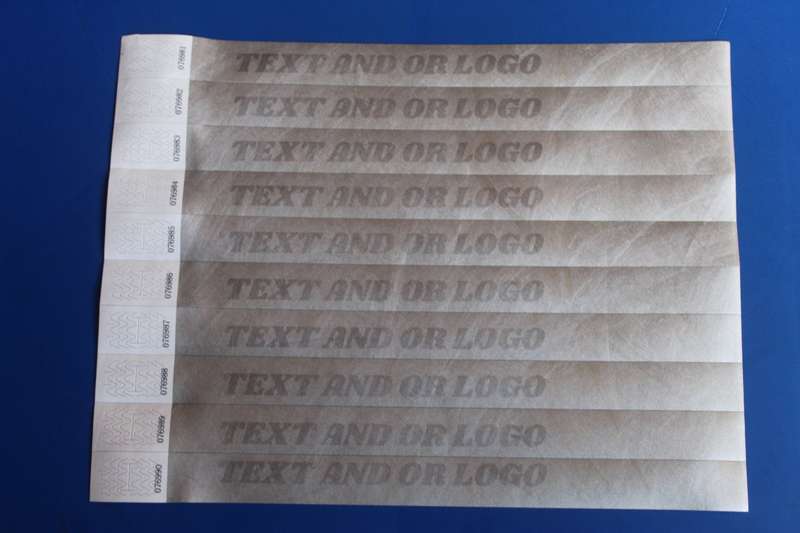 076981 TEXT AND OR LOGO
076982 TEXT AND OR LOGO
076983 TEXT AND OR LOGO
076984 TEXT AND OR LOGO
076985 TEXT AND OR LOGO
076986 TEXT AND OR LOGO
076987 TEXT AND OR LOGO
076988 TEXT AND OR LOGO
076989 TEXT AND OR LOGO
076990 TEXT AND OR LOGO